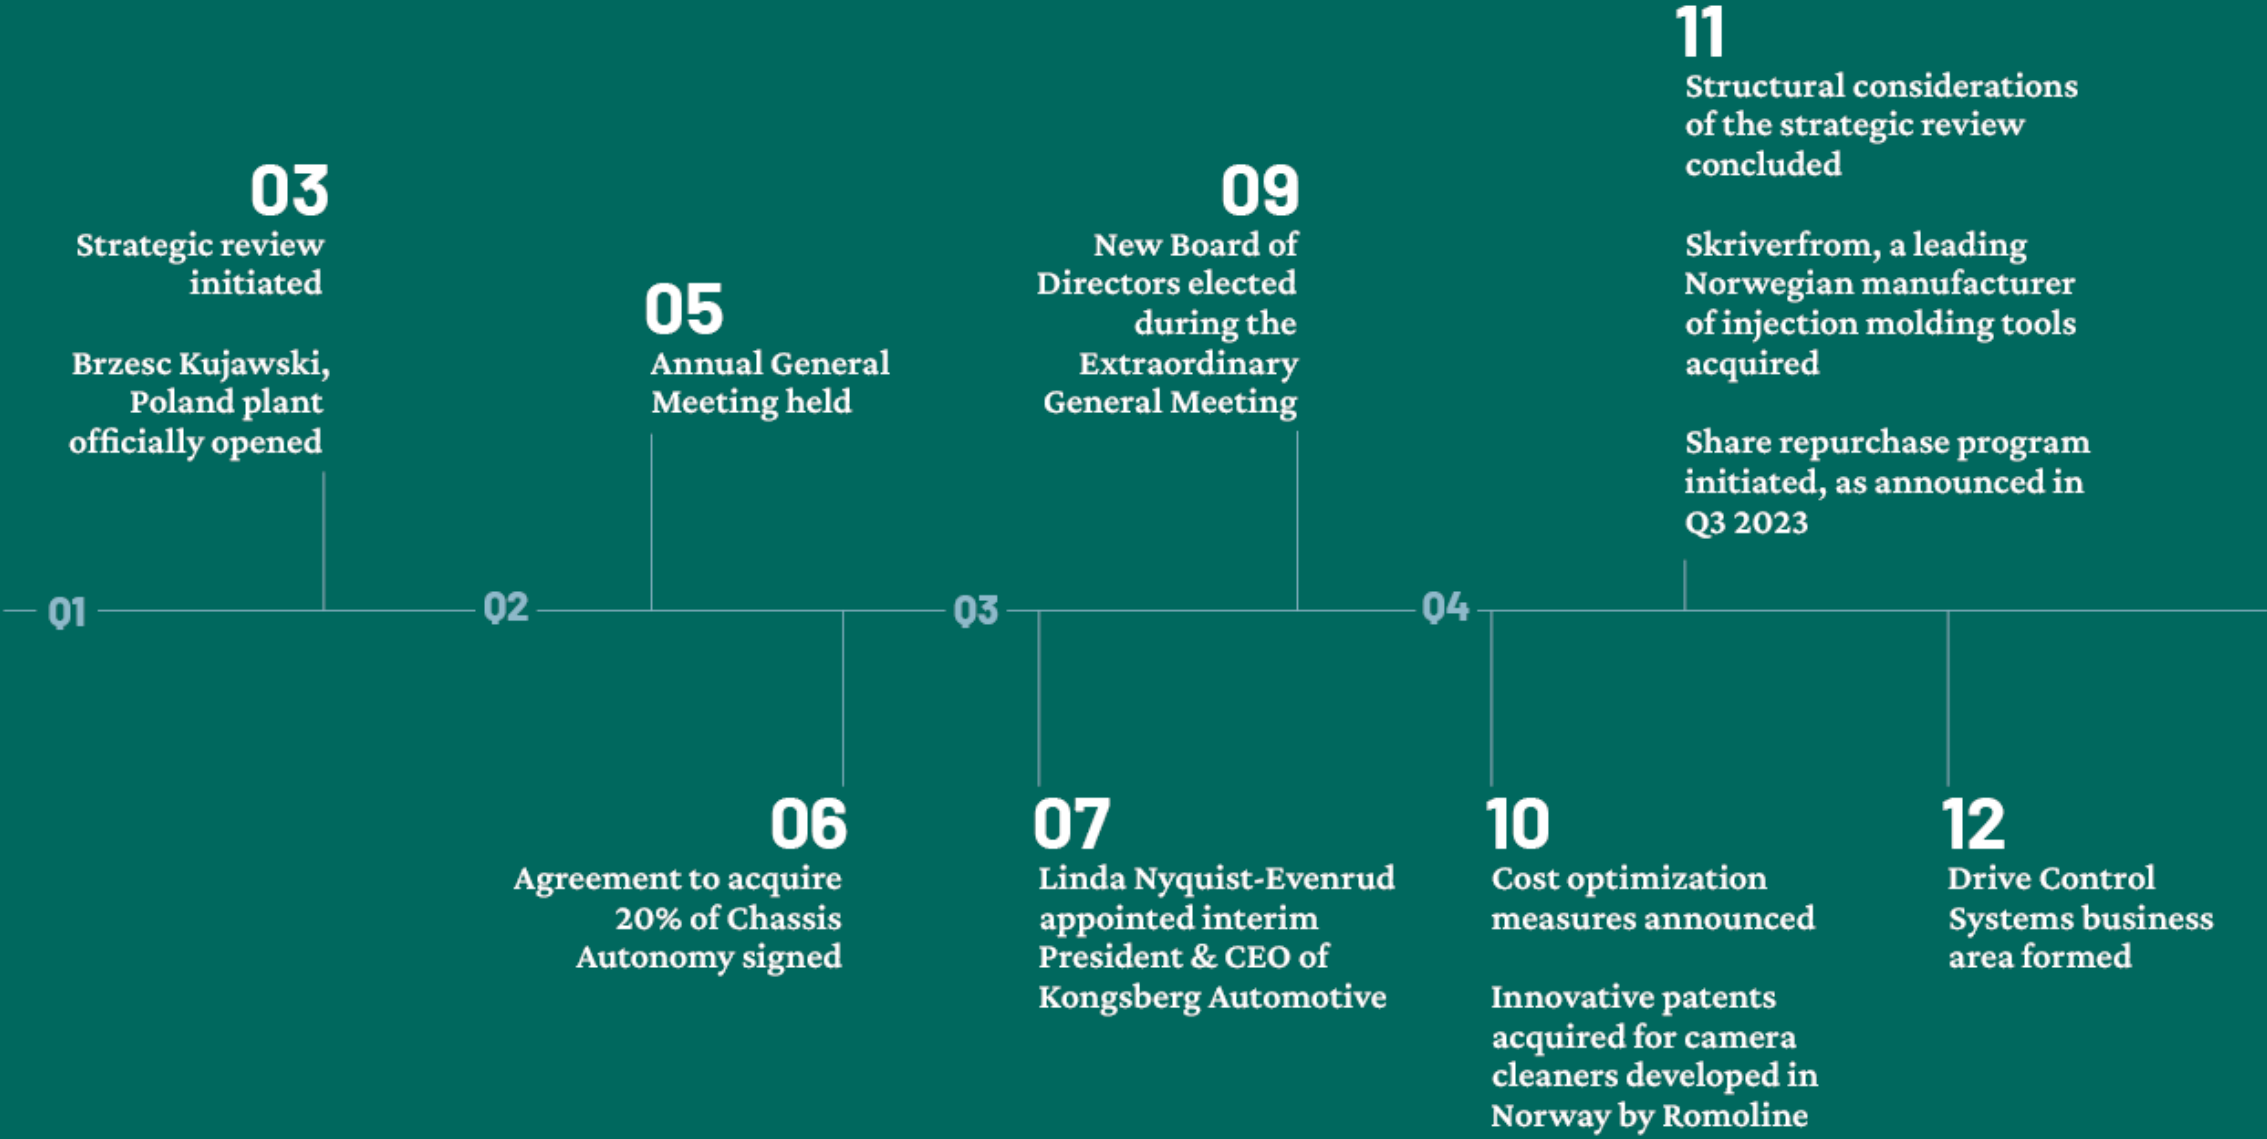 03
Strategic review
initiated
Brzesc Kujawski,
Poland plant
officially opened
05
Annual General
Meeting held
09
New Board of
Directors elected
during the
Extraordinary
General Meeting
11
Structural considerations
of the strategic review
concluded
Skriverfrom, a leading
Norwegian manufacturer
of injection molding tools
acquired
Share repurchase program
initiated, as announced in
Q3 2023
Q1
Q2
Q3
Q4
06
Agreement to acquire
20% of Chassis
Autonomy signed
07
Linda Nyquist-Evenrud
appointed interim
President & CEO of
Kongsberg Automotive
10
Cost optimization
measures announced
Innovative patents
acquired for camera
cleaners developed in
Norway by Romoline
12
Drive Control
Systems business
area formed